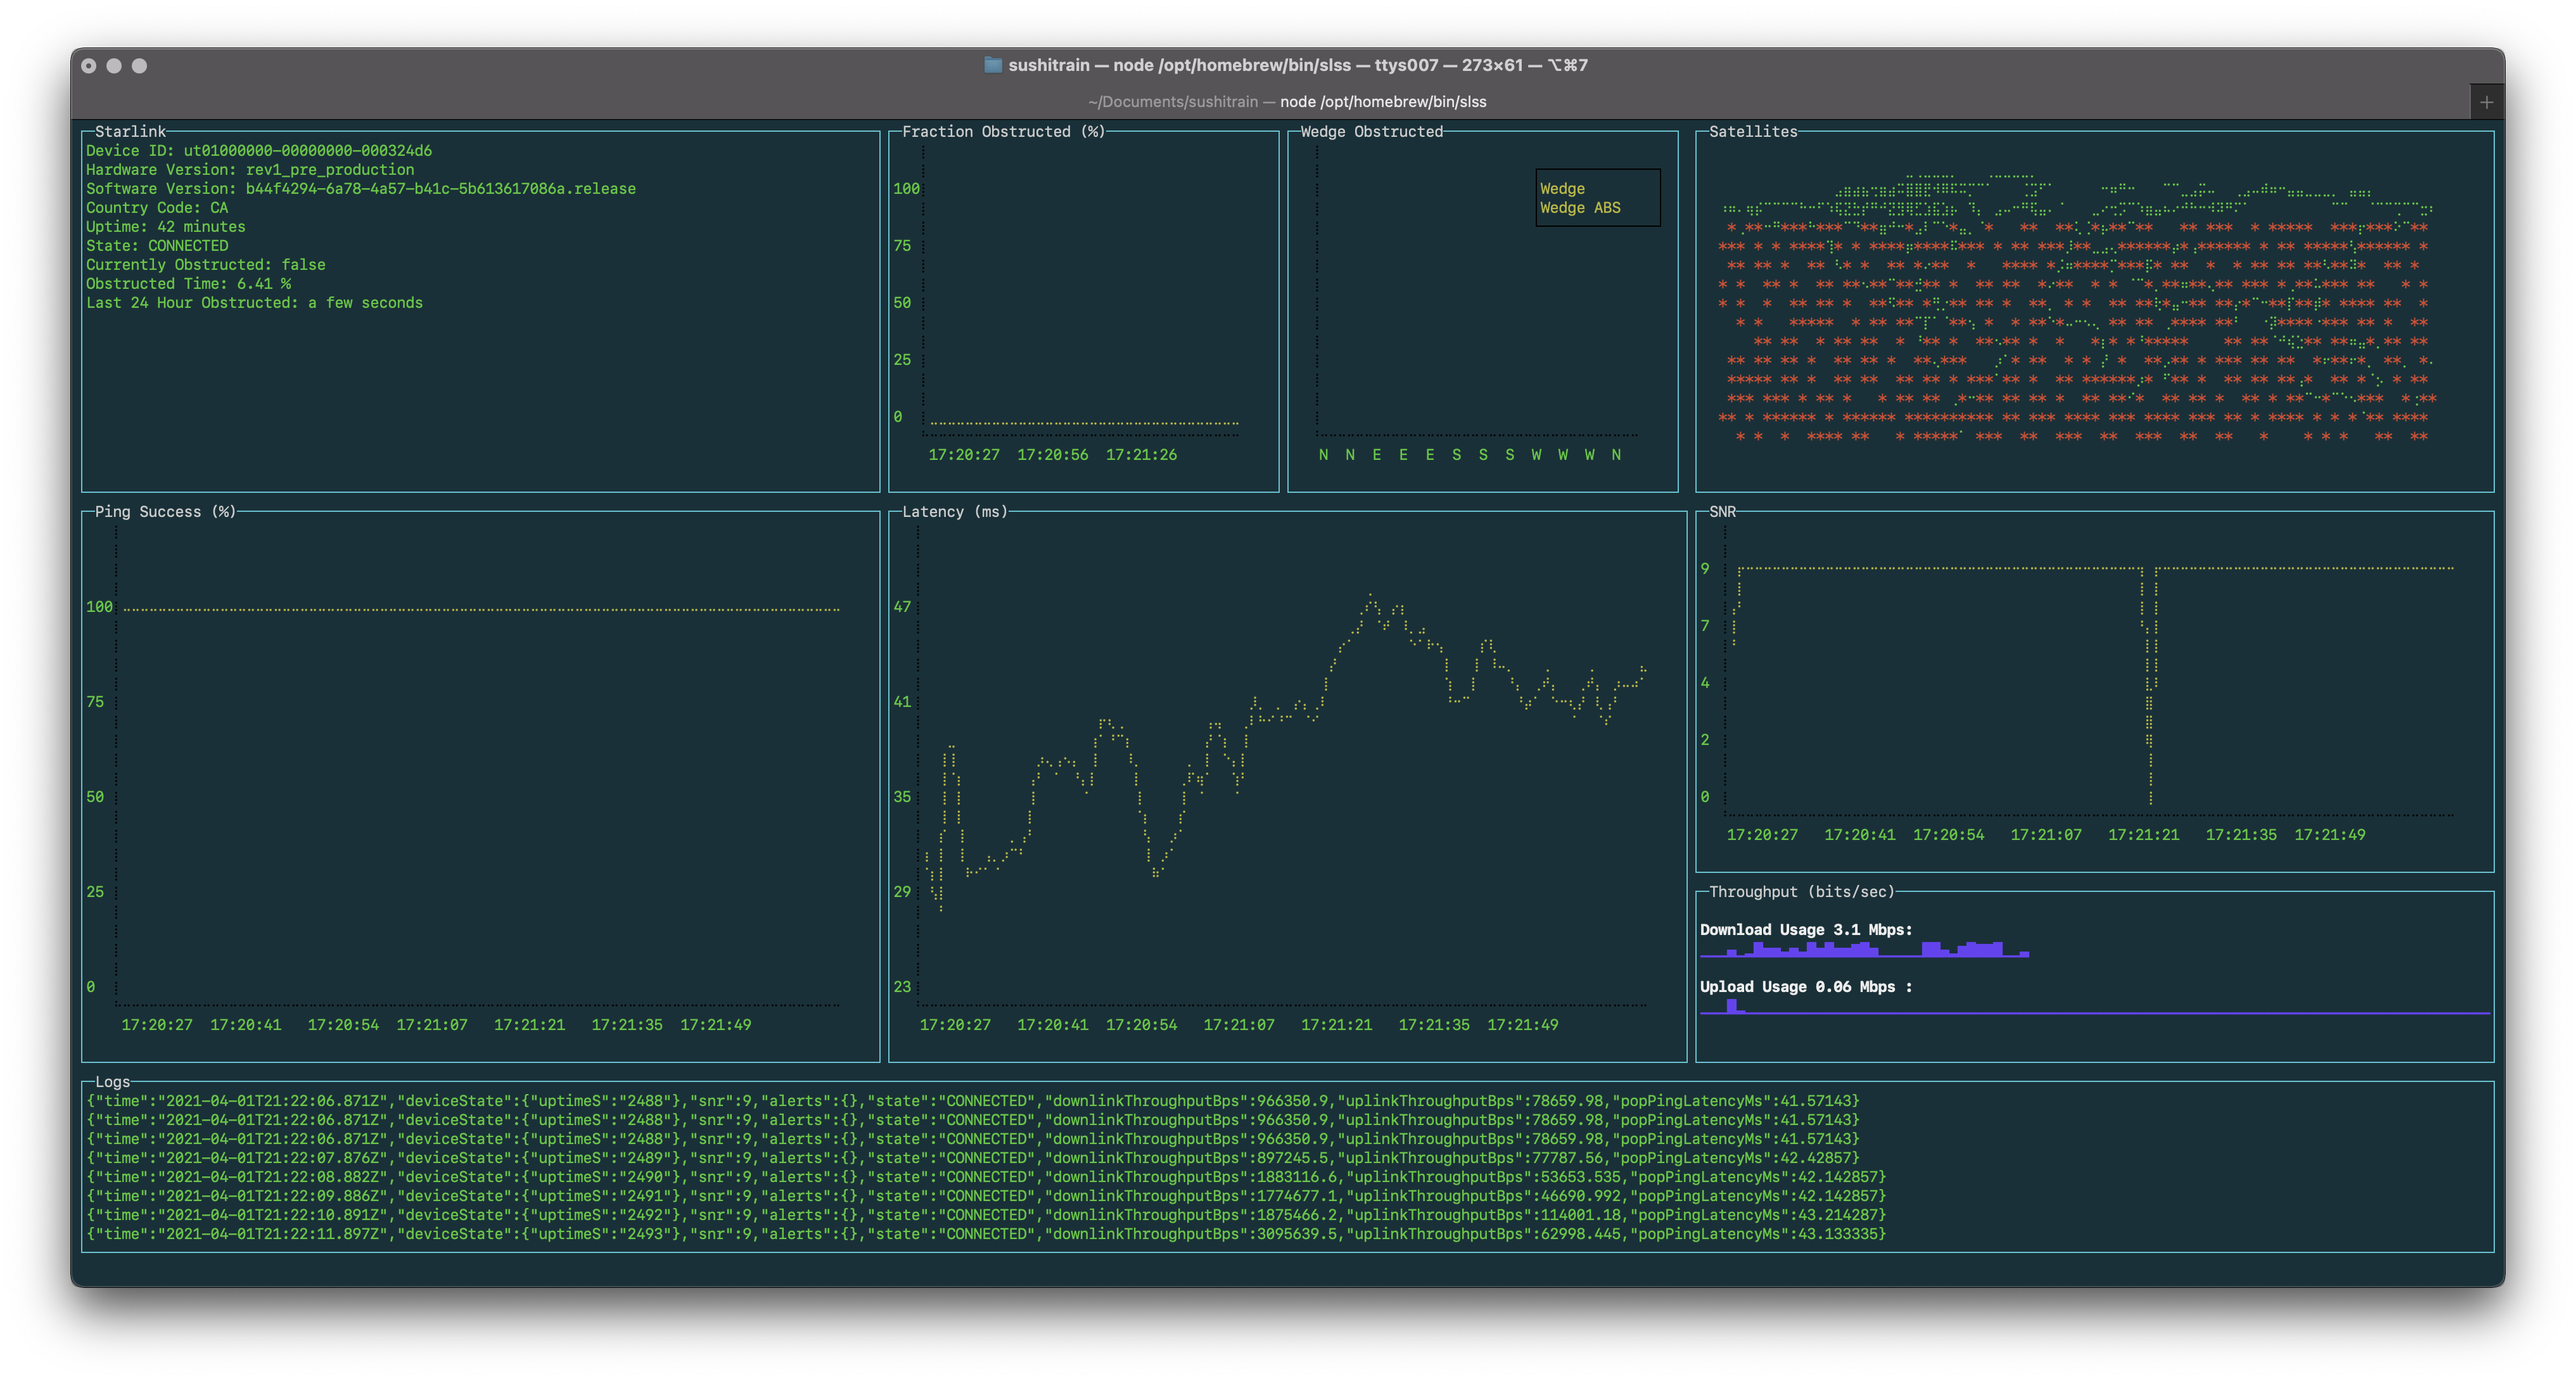 sushitrain — node /opt/homebrew/bin/slss — ttys007 — 273×61 — ⌥⌘7
~/Documents/sushitrain — node /opt/homebrew/bin/slss
Starlink
Device ID: ut01000000-00000000-000324d6
Hardware Version: rev1_pre_production
Software Version: b44f4294-6a78-4a57-b41c-5b613617086a.release
Country Code: CA
Uptime: 42 minutes
State: CONNECTED
Currently Obstructed: false
Obstructed Time: 6.41 %
Last 24 Hour Obstructed: a few seconds
Fraction Obstructed (%)
100
75
50
25
0
17:20:27 17:20:56 17:21:26
Wedge Obstructed
Wedge
Wedge ABS
N N E E E S S S W W W N
Satellites
Ping Success (%)
100
75
50
25
0
17:20:27 17:20:41 17:20:54 17:21:07 17:21:21 17:21:35 17:21:49
Latency (ms)
47
41
35
29
23
17:20:27 17:20:41 17:20:54 17:21:07 17:21:21 17:21:35 17:21:49
SNR
9
7
4
2
0
17:20:27 17:20:41 17:20:54 17:21:07 17:21:21 17:21:35 17:21:49
Throughput (bits/sec)
Download Usage 3.1 Mbps:
Upload Usage 0.06 Mbps :
Logs
{"time":"2021-04-01T21:22:06.871Z","deviceState":{"uptimeS":"2488"},"snr":9,"alerts":{},"state":"CONNECTED","downlinkThroughputBps":966350.9,"uplinkThroughputBps":78659.98,"popPingLatencyMs":41.57143}
{"time":"2021-04-01T21:22:06.871Z","deviceState":{"uptimeS":"2488"},"snr":9,"alerts":{},"state":"CONNECTED","downlinkThroughputBps":966350.9,"uplinkThroughputBps":78659.98,"popPingLatencyMs":41.57143}
{"time":"2021-04-01T21:22:06.871Z","deviceState":{"uptimeS":"2488"},"snr":9,"alerts":{},"state":"CONNECTED","downlinkThroughputBps":966350.9,"uplinkThroughputBps":78659.98,"popPingLatencyMs":41.57143}
{"time":"2021-04-01T21:22:07.876Z","deviceState":{"uptimeS":"2489"},"snr":9,"alerts":{},"state":"CONNECTED","downlinkThroughputBps":897245.5,"uplinkThroughputBps":77787.56,"popPingLatencyMs":42.42857}
{"time":"2021-04-01T21:22:08.882Z","deviceState":{"uptimeS":"2490"},"snr":9,"alerts":{},"state":"CONNECTED","downlinkThroughputBps":1883116.6,"uplinkThroughputBps":53653.535,"popPingLatencyMs":42.142857}
{"time":"2021-04-01T21:22:09.886Z","deviceState":{"uptimeS":"2491"},"snr":9,"alerts":{},"state":"CONNECTED","downlinkThroughputBps":1774677.1,"uplinkThroughputBps":46690.992,"popPingLatencyMs":42.142857}
{"time":"2021-04-01T21:22:10.891Z","deviceState":{"uptimeS":"2492"},"snr":9,"alerts":{},"state":"CONNECTED","downlinkThroughputBps":1875466.2,"uplinkThroughputBps":114001.18,"popPingLatencyMs":43.214287}
{"time":"2021-04-01T21:22:11.897Z","deviceState":{"uptimeS":"2493"},"snr":9,"alerts":{},"state":"CONNECTED","downlinkThroughputBps":3095639.5,"uplinkThroughputBps":62998.445,"popPingLatencyMs":43.133335}